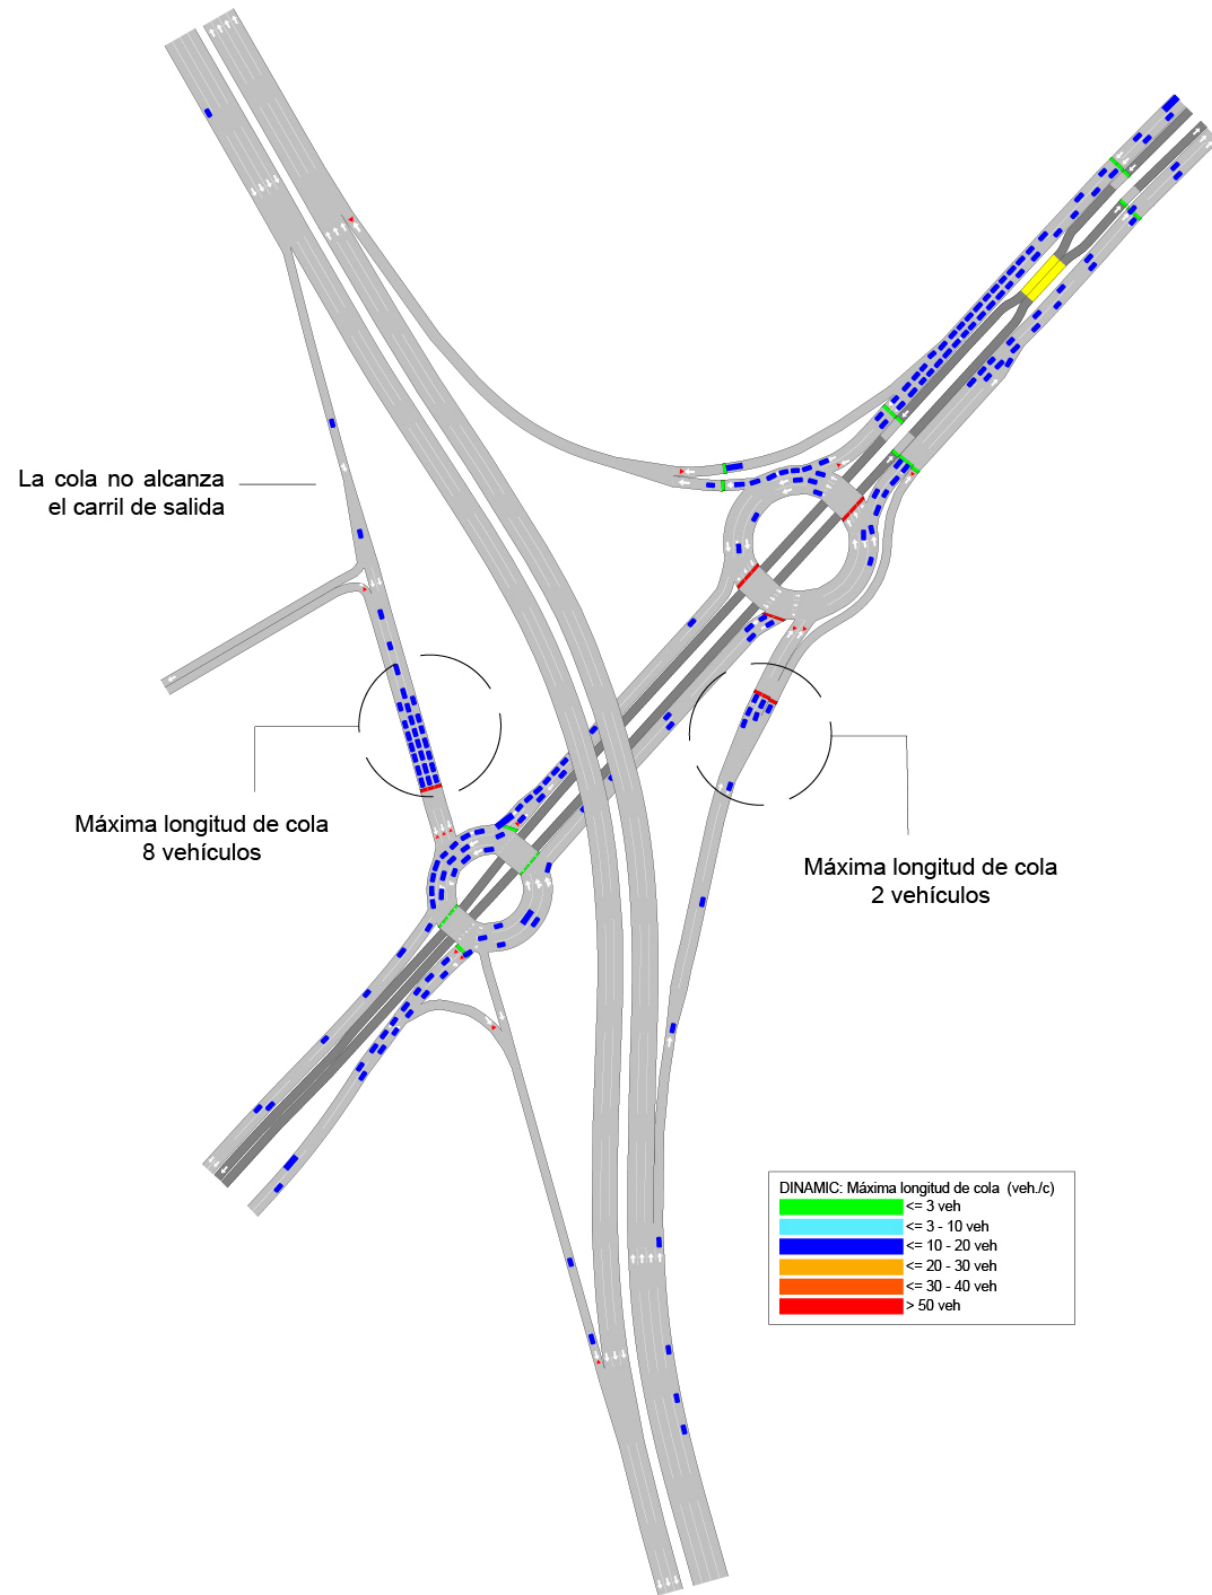 La cola no alcanza
el carril de salida
Máxima longitud de cola
8 vehículos
Máxima longitud de cola
2 vehículos
DINAMIC: Máxima longitud de cola (veh./c)
<= 3 veh
<= 3 - 10 veh
<= 10 - 20 veh
<= 20 - 30 veh
<= 30 - 40 veh
> 50 veh